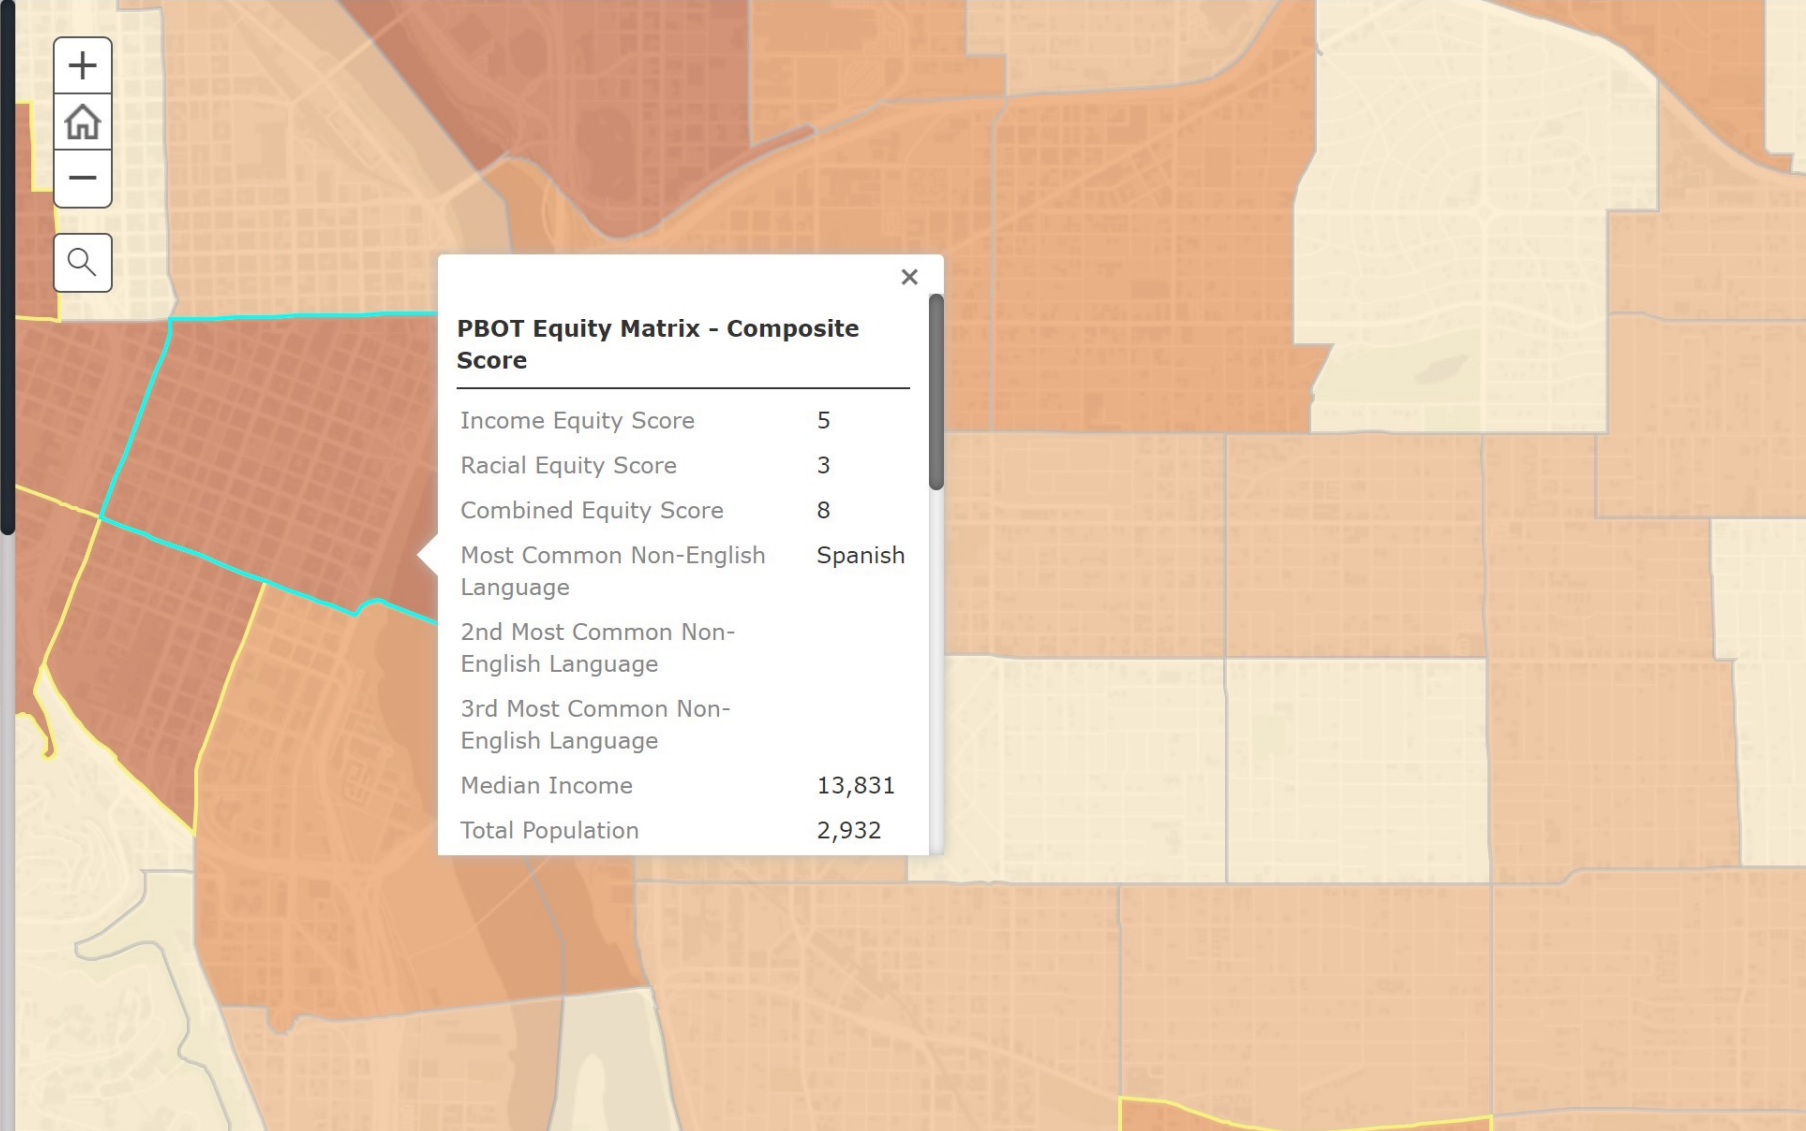 PBOT Equity Matrix - Composite
Score
Income Equity Score 5
Racial Equity Score 3
Combined Equity Score 8
Most Common Non-English Spanish
Language
2nd Most Common Non-
English Language
3rd Most Common Non-
English Language
Median Income 13,831
Total Population 2,932